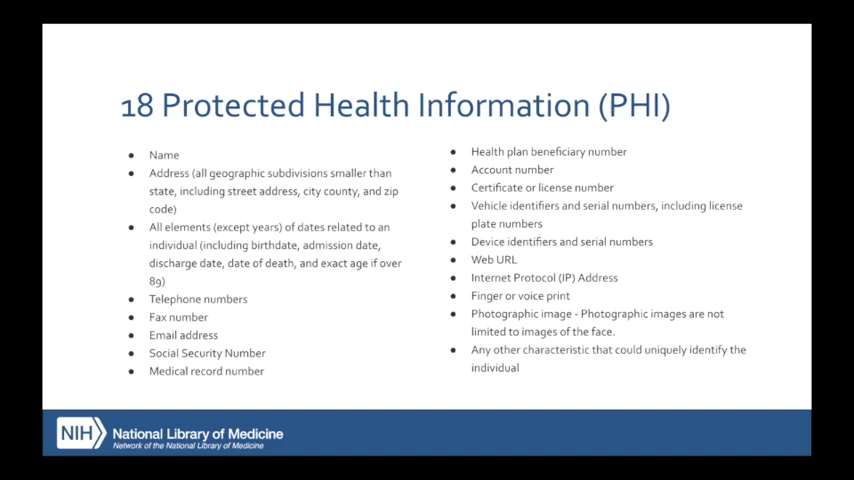 18 Protected Health Information (PHI)
● Name
● Address (all geographic subdivisions smaller than
state, including street address, city county, and zip
code)
● All elements (except years) of dates related to an
individual (including birthdate, admission date,
discharge date, date of death, and exact age if over
89)
● Telephone numbers
● Fax number
● Email address
● Social Security Number
● Medical record number
● Health plan beneficiary number
● Account number
● Certificate or license number
● Vehicle identifiers and serial numbers, including license
plate numbers
● Device identifiers and serial numbers
● Web URL
● Internet Protocol (IP) Address
● Finger or voice print
● Photographic image - Photographic images are not
limited to images of the face.
● Any other characteristic that could uniquely identify the
individual
NIH National Library of Medicine
Network of the National Library of Medicine